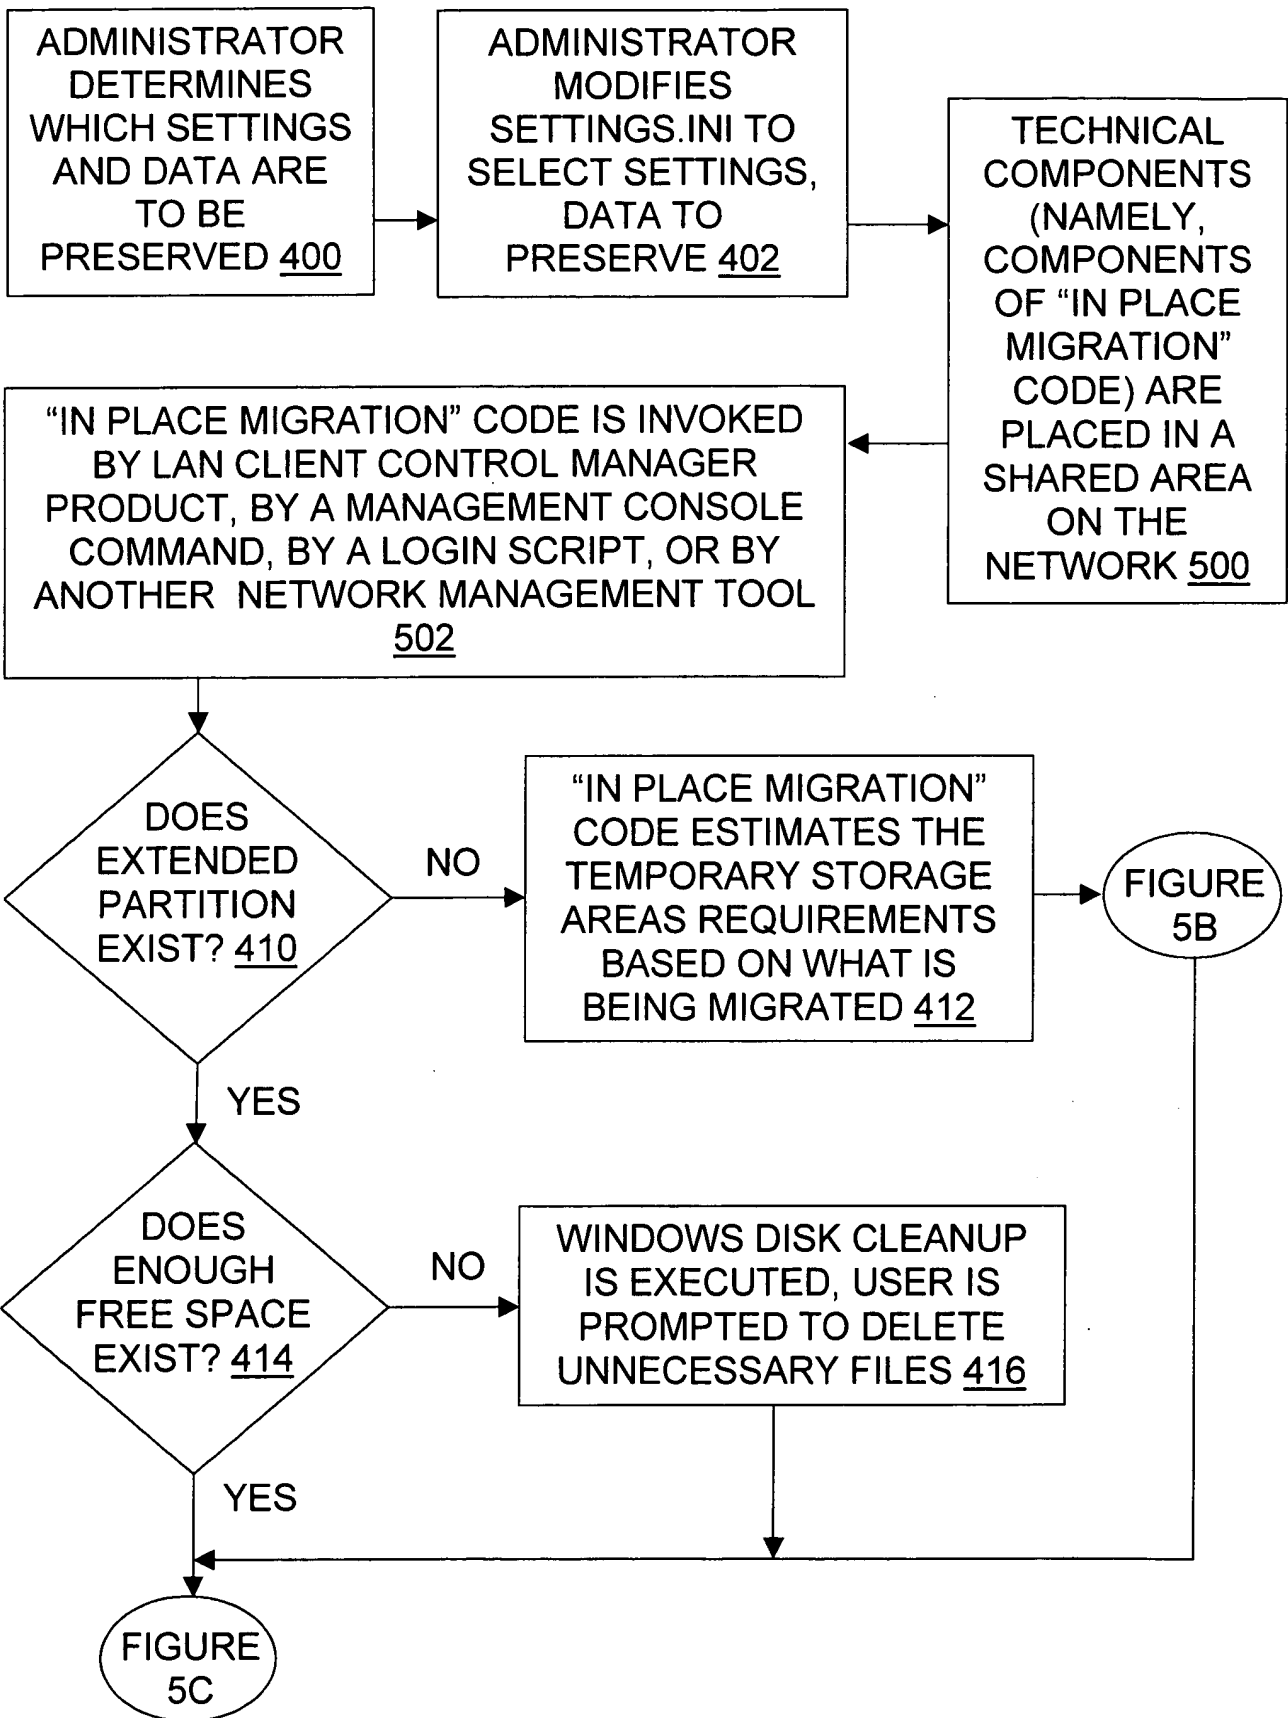 ADMINISTRATOR
DETERMINES
WHICH SETTINGS
AND DATA ARE
TO BE
PRESERVED 400
ADMINISTRATOR
MODIFIES
SETTINGS.INI TO
SELECT SETTINGS,
DATA TO
PRESERVE 402
TECHNICAL
COMPONENTS
(NAMELY,
COMPONENTS
OF “IN PLACE
MIGRATION”
CODE) ARE
PLACED IN A
SHARED AREA
ON THE
NETWORK 500
“IN PLACE MIGRATION” CODE IS INVOKED
BY LAN CLIENT CONTROL MANAGER
PRODUCT, BY A MANAGEMENT CONSOLE
COMMAND, BY A LOGIN SCRIPT, OR BY
ANOTHER NETWORK MANAGEMENT TOOL
502
DOES
EXTENDED
PARTITION
EXIST? 410
NO
“IN PLACE MIGRATION”
CODE ESTIMATES THE
TEMPORARY STORAGE
AREAS REQUIREMENTS
BASED ON WHAT IS
BEING MIGRATED 412
FIGURE
5B
YES
DOES
ENOUGH
FREE SPACE
EXIST? 414
NO
WINDOWS DISK CLEANUP
IS EXECUTED, USER IS
PROMPTED TO DELETE
UNNECESSARY FILES 416
YES
FIGURE
5C